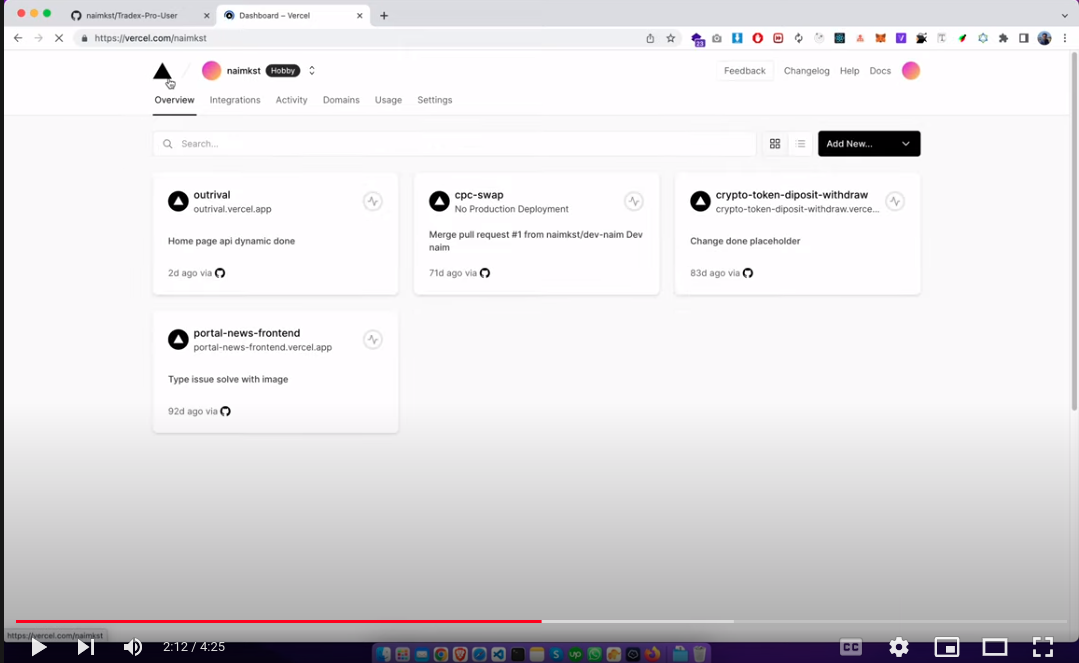 naimkst/Tradex-Pro-User
Dashboard – Vercel
https://vercel.com/naimkst
23
naimkst Hobby
Feedback Changelog Help Docs
Overview Integrations Activity Domains Usage Settings
Search...
Add New...
outrival
outrival.vercel.app
Home page api dynamic done
2d ago via
cpc-swap
No Production Deployment
Merge pull request #1 from naimkst/dev-naim Dev
naim
71d ago via
crypto-token-diposit-withdraw
crypto-token-diposit-withdraw.verce...
Change done placeholder
83d ago via
portal-news-frontend
portal-news-frontend.vercel.app
Type issue solve with image
92d ago via
https://vercel.com/naimkst
2:12 / 4:25
CC
up